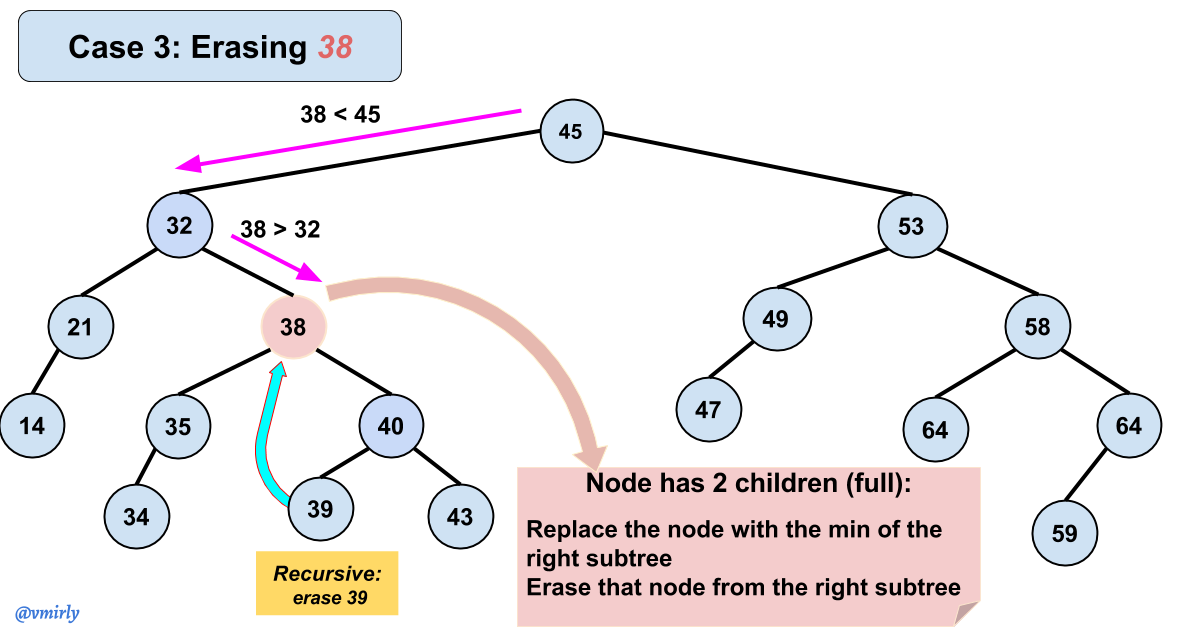 Case 3: Erasing 38
38 < 45
45
32
38 > 32
53
21
38
49
58
14
35
40
47
64
64
34
39
43
59
Node has 2 children (full):
Replace the node with the min of the
right subtree
Erase that node from the right subtree
Recursive:
erase 39
@vmirly